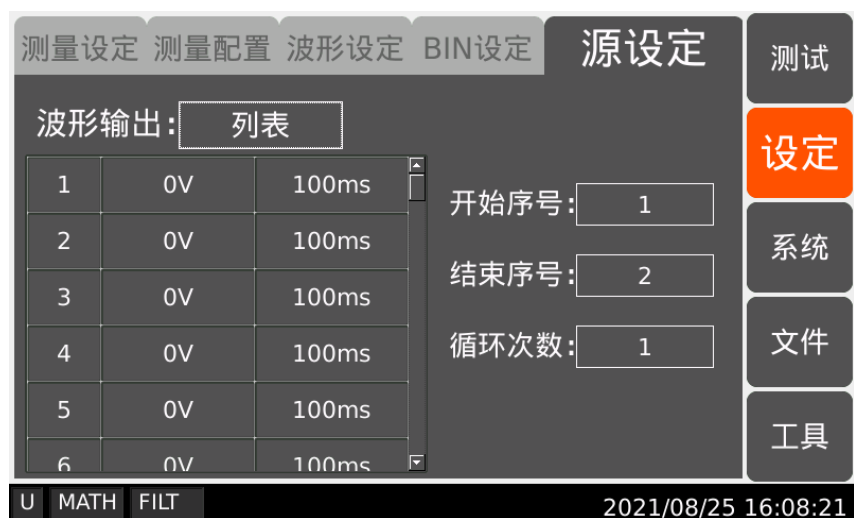 测量设定 测量配置 波形设定 BIN设定 源设定
波形输出: 列表
1 0V 100ms
2 0V 100ms
3 0V 100ms
4 0V 100ms
5 0V 100ms
6 0V 100ms
开始序号: 1
结束序号: 2
循环次数: 1
测试
设定
系统
文件
工具
U MATH FILT 2021/08/25 16:08:21